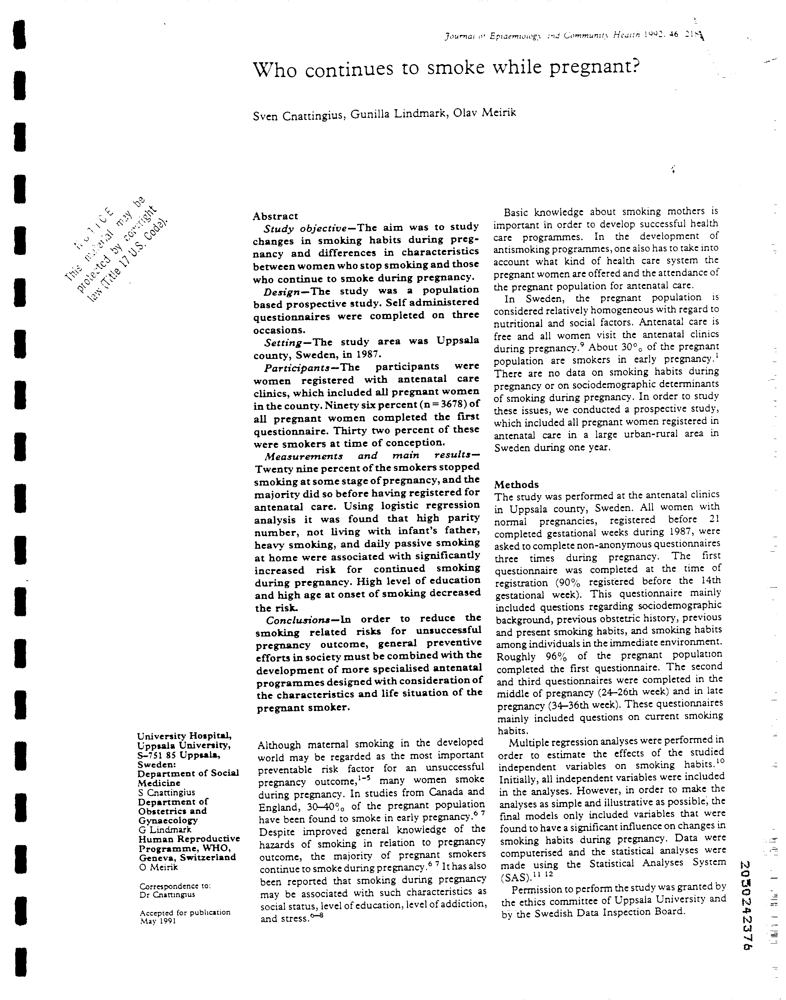 Journal of Epidemiology and Community Health 1992; 46
Who continues to smoke while pregnant?
Sven Cnattingius, Gunilla Lindmark, Olav Meirik
NOTICE
This material may be
protected by copyright
law (Title 17 U.S. Code).
Abstract
Study objective—The aim was to study
changes in smoking habits during preg-
nancy and differences in characteristics
between women who stop smoking and those
who continue to smoke during pregnancy.
Design—The study was a population
based prospective study. Self administered
questionnaires were completed on three
occasions.
Setting—The study area was Uppsala
county, Sweden, in 1987.
Participants—The participants were
women registered with antenatal care
clinics, which included all pregnant women
in the county. Ninety six percent (n = 3678) of
all pregnant women completed the first
questionnaire. Thirty two percent of these
were smokers at time of conception.
Measurements and main results—
Twenty nine percent of the smokers stopped
smoking at some stage of pregnancy, and the
majority did so before having registered for
antenatal care. Using logistic regression
analysis it was found that high parity
number, not living with infant's father,
heavy smoking, and daily passive smoking
at home were associated with significantly
increased risk for continued smoking
during pregnancy. High level of education
and high age at onset of smoking decreased
the risk.
Conclusions—In order to reduce the
smoking related risks for unsuccessful
pregnancy outcome, general preventive
efforts in society must be combined with the
development of more specialised antenatal
programmes designed with consideration of
the characteristics and life situation of the
pregnant smoker.
University Hospital,
Uppsala University,
S–751 85 Uppsala,
Sweden:
Department of Social
Medicine
S Cnattingius
Department of
Obstetrics and
Gynaecology
G Lindmark
Human Reproductive
Programme, WHO,
Geneva, Switzerland
O Meirik
Correspondence to:
Dr Cnattingius
Accepted for publication
May 1991
Although maternal smoking in the developed
world may be regarded as the most important
preventable risk factor for an unsuccessful
pregnancy outcome,1–5 many women smoke
during pregnancy. In studies from Canada and
England, 30–40% of the pregnant population
have been found to smoke in early pregnancy.6 7
Despite improved general knowledge of the
hazards of smoking in relation to pregnancy
outcome, the majority of pregnant smokers
continue to smoke during pregnancy.6 7 It has also
been reported that smoking during pregnancy
may be associated with such characteristics as
social status, level of education, level of addiction,
and stress.6–8
Basic knowledge about smoking mothers is
important in order to develop successful health
care programmes. In the development of
antismoking programmes, one also has to take into
account what kind of health care system the
pregnant women are offered and the attendance of
the pregnant population for antenatal care.
In Sweden, the pregnant population is
considered relatively homogeneous with regard to
nutritional and social factors. Antenatal care is
free and all women visit the antenatal clinics
during pregnancy.9 About 30% of the pregnant
population are smokers in early pregnancy.1
There are no data on smoking habits during
pregnancy or on sociodemographic determinants
of smoking during pregnancy. In order to study
these issues, we conducted a prospective study,
which included all pregnant women registered in
antenatal care in a large urban-rural area in
Sweden during one year.
Methods
The study was performed at the antenatal clinics
in Uppsala county, Sweden. All women with
normal pregnancies, registered before 21
completed gestational weeks during 1987, were
asked to complete non-anonymous questionnaires
three times during pregnancy. The first
questionnaire was completed at the time of
registration (90% registered before the 14th
gestational week). This questionnaire mainly
included questions regarding sociodemographic
background, previous obstetric history, previous
and present smoking habits, and smoking habits
among individuals in the immediate environment.
Roughly 96% of the pregnant population
completed the first questionnaire. The second
and third questionnaires were completed in the
middle of pregnancy (24–26th week) and in late
pregnancy (34–36th week). These questionnaires
mainly included questions on current smoking
habits.
Multiple regression analyses were performed in
order to estimate the effects of the studied
independent variables on smoking habits.10
Initially, all independent variables were included
in the analyses. However, in order to make the
analyses as simple and illustrative as possible, the
final models only included variables that were
found to have a significant influence on changes in
smoking habits during pregnancy. Data were
computerised and the statistical analyses were
made using the Statistical Analyses System
(SAS).11 12
Permission to perform the study was granted by
the ethics committee of Uppsala University and
by the Swedish Data Inspection Board.
2050242376